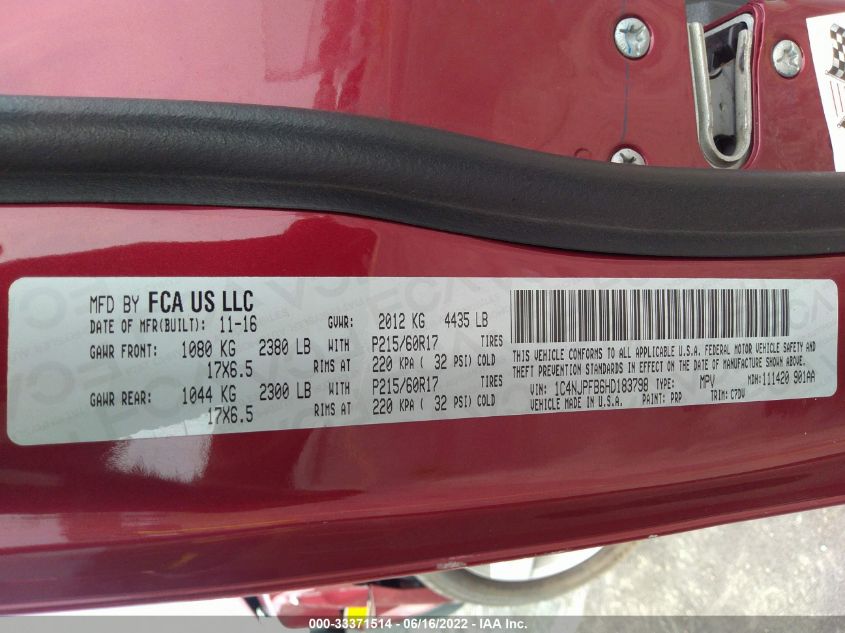 MFD BY FCA US LLC
DATE OF MFR(BUILT): 11-16 GVWR: 2012 KG 4435 LB
GAWR FRONT: 1080 KG 2380 LB WITH P215/60R17 TIRES
17X6.5 RIMS AT 220 KPA ( 32 PSI) COLD
GAWR REAR: 1044 KG 2300 LB WITH P215/60R17 TIRES
17X6.5 RIMS AT 220 KPA ( 32 PSI) COLD
THIS VEHICLE CONFORMS TO ALL APPLICABLE U.S.A. FEDERAL MOTOR VEHICLE SAFETY AND
THEFT PREVENTION STANDARDS IN EFFECT ON THE DATE OF MANUFACTURE SHOWN ABOVE.
VIN: 1C4NJPFB6HD183798 TYPE: MPV MDH:111420 901AA
VEHICLE MADE IN U.S.A. PAINT: PRP TRIM: C7DV
000-33371514 - 06/16/2022 - IAA Inc.